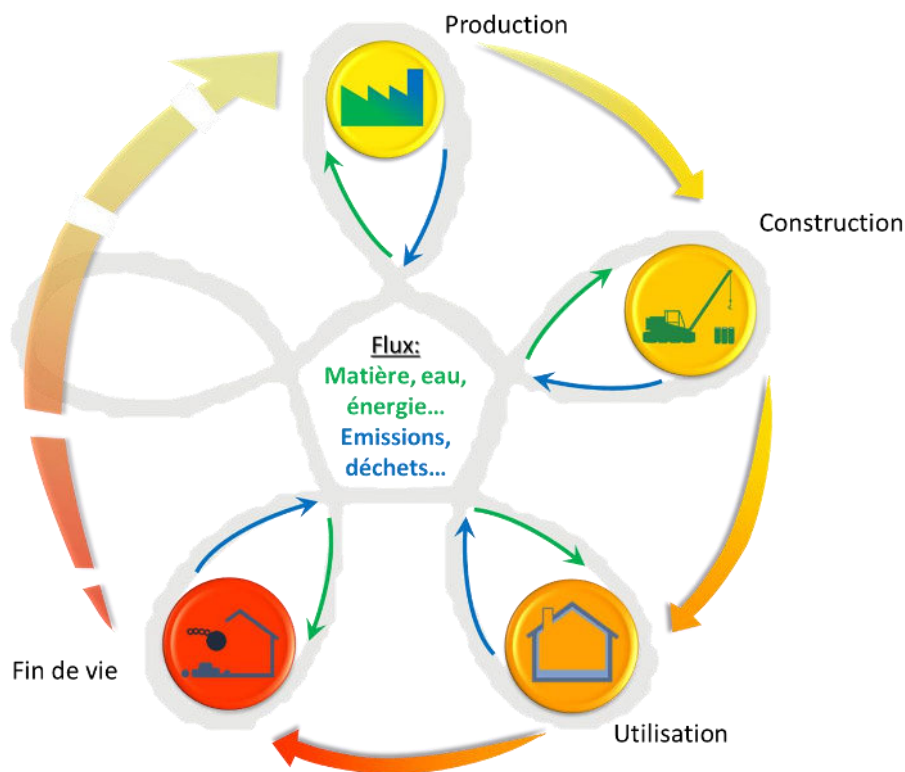 Production
Construction
Flux:
Matière, eau,
énergie…
Emissions,
déchets…
Fin de vie
Utilisation